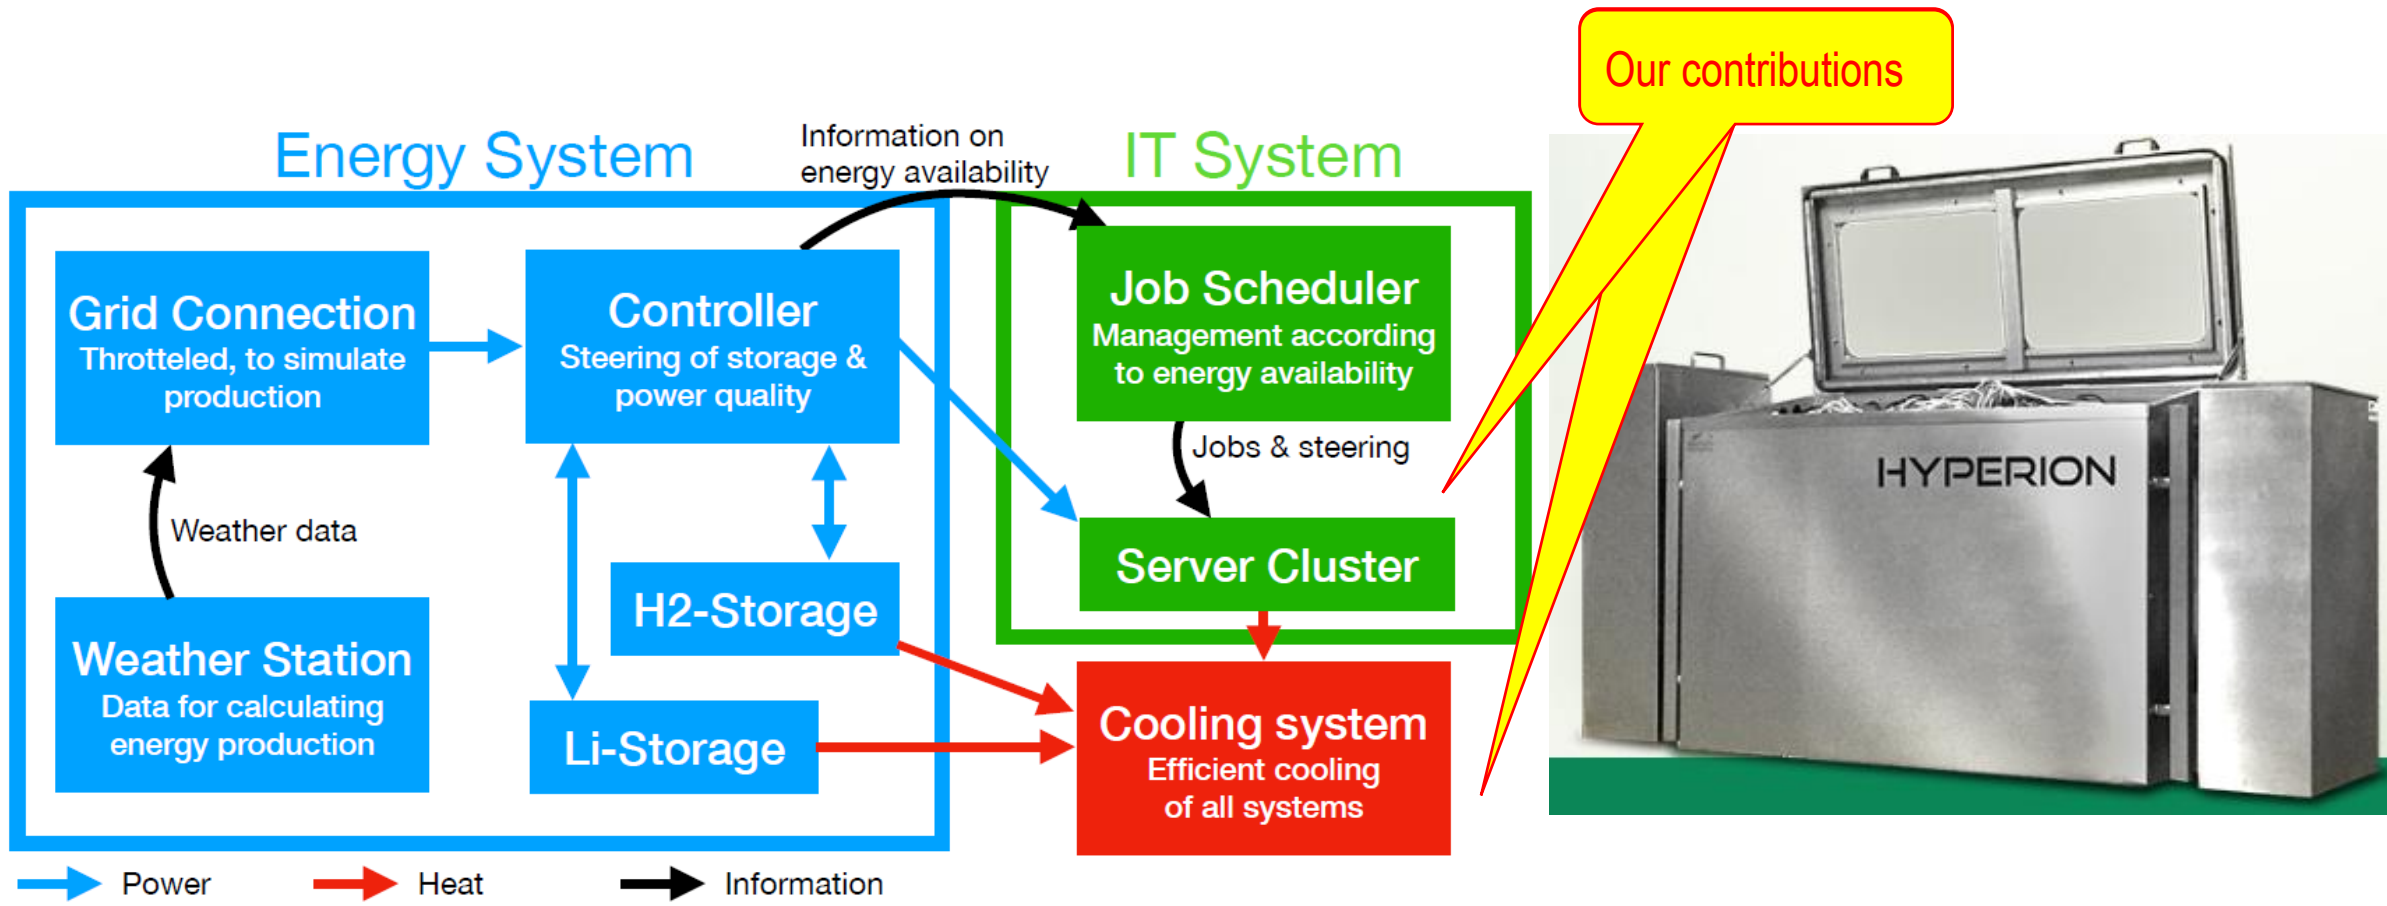 Our contributions
Energy System
Information on
energy availability
IT System
Grid Connection
Throtteled, to simulate
production
Controller
Steering of storage &
power quality
Job Scheduler
Management according
to energy availability
Jobs & steering
Weather data
Server Cluster
H2-Storage
Weather Station
Data for calculating
energy production
Li-Storage
Cooling system
Efficient cooling
of all systems
HYPERION
Power
Heat
Information